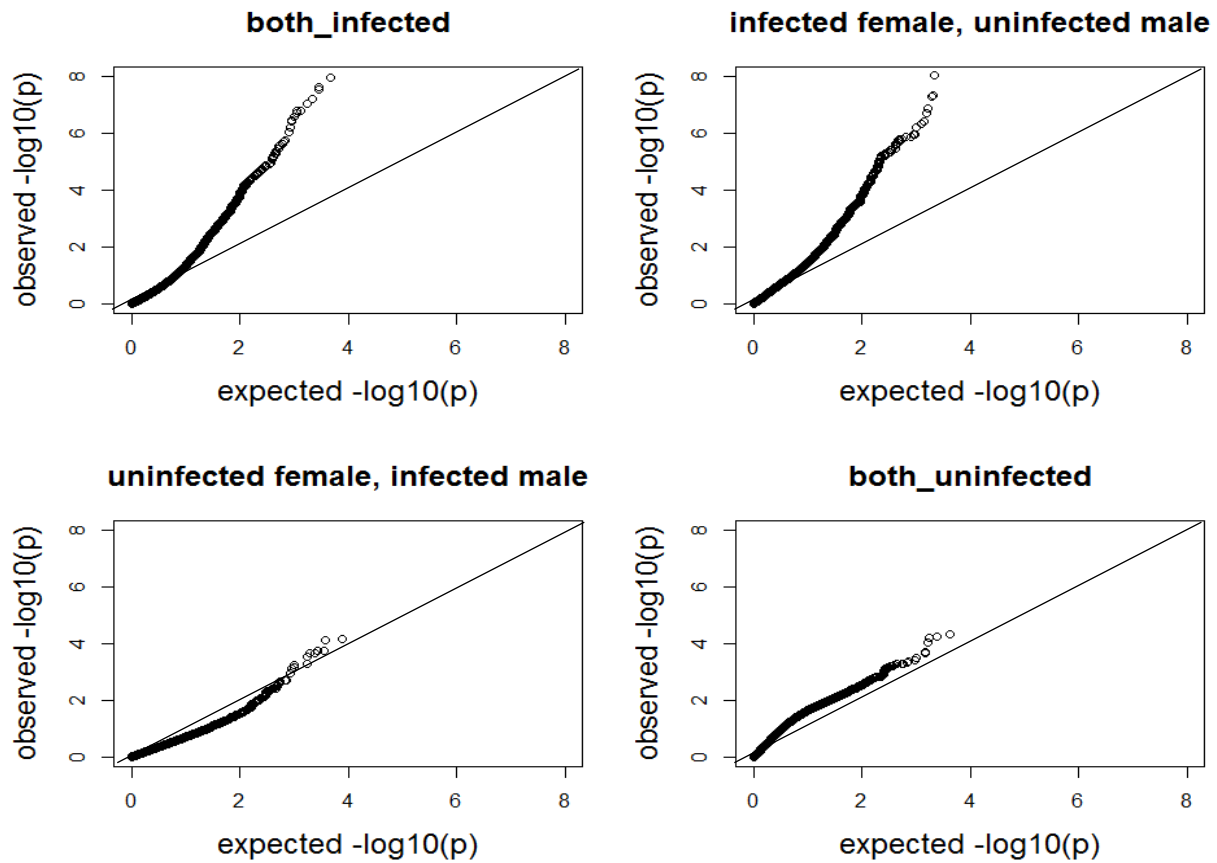 both_infected
observed -log10(p)
8
6
4
2
0
0 2 4 6 8
expected -log10(p)
infected female, uninfected male
observed -log10(p)
8
6
4
2
0
0 2 4 6 8
expected -log10(p)
uninfected female, infected male
observed -log10(p)
8
6
4
2
0
0 2 4 6 8
expected -log10(p)
both_uninfected
observed -log10(p)
8
6
4
2
0
0 2 4 6 8
expected -log10(p)